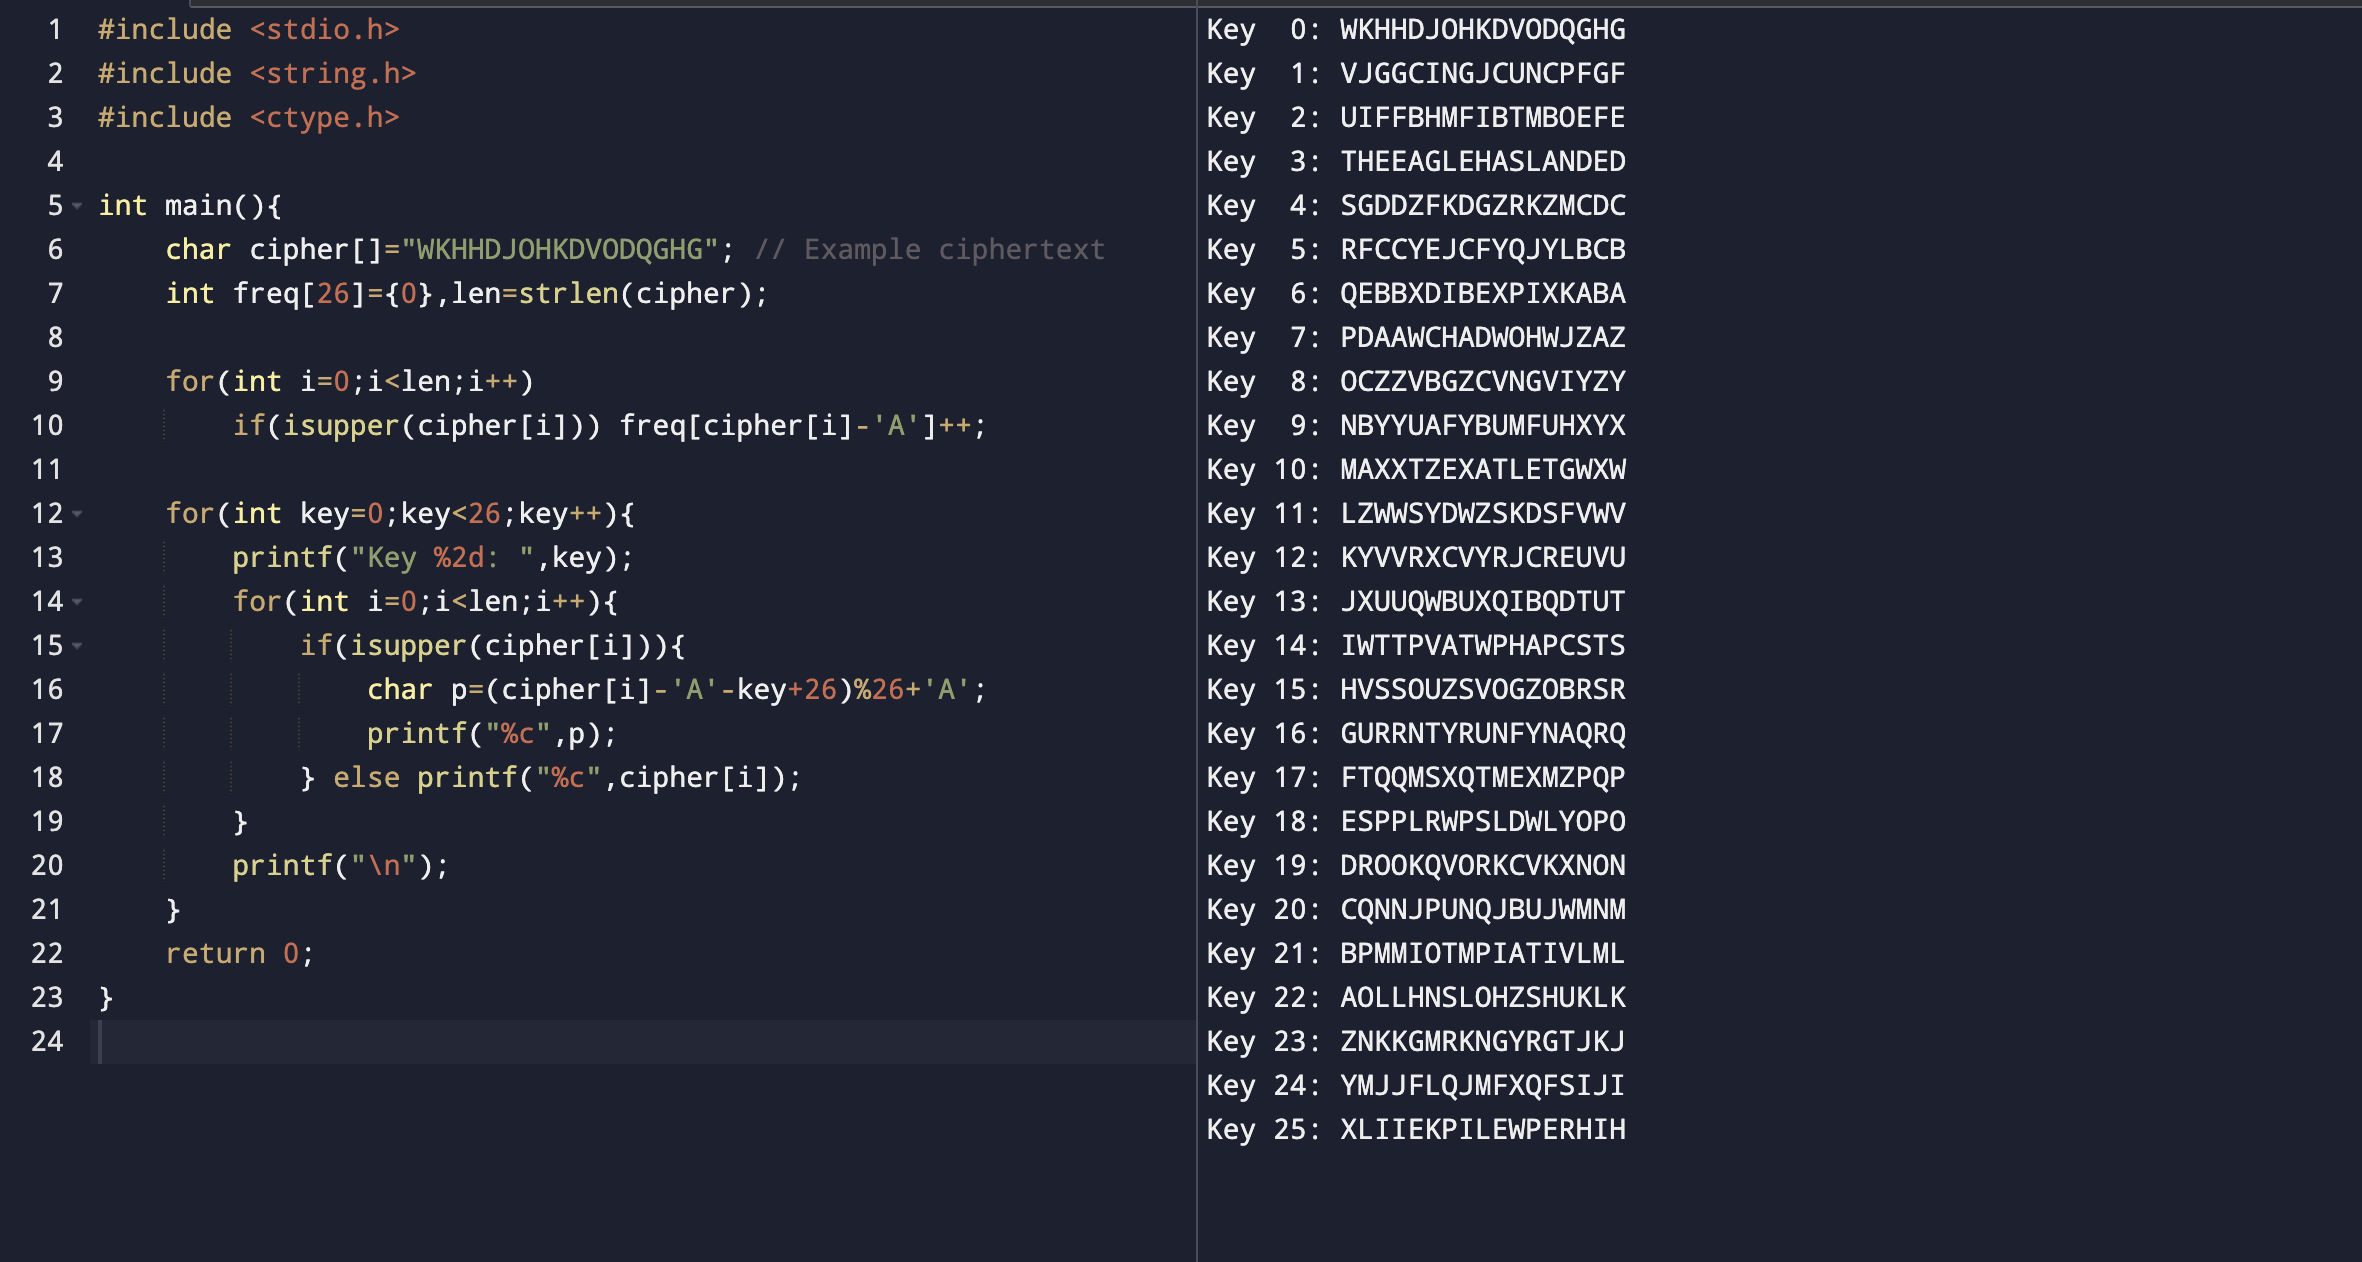 1 #include <stdio.h>
2 #include <string.h>
3 #include <ctype.h>
4
5 int main(){
6     char cipher[]="WKHHDJOHKDVODQGHG"; // Example ciphertext
7     int freq[26]={0},len=strlen(cipher);
8
9     for(int i=0;i<len;i++)
10         if(isupper(cipher[i])) freq[cipher[i]-'A']++;
11
12     for(int key=0;key<26;key++){
13         printf("Key %2d: ",key);
14         for(int i=0;i<len;i++){
15             if(isupper(cipher[i])){
16                 char p=(cipher[i]-'A'-key+26)%26+'A';
17                 printf("%c",p);
18             } else printf("%c",cipher[i]);
19         }
20         printf("\n");
21     }
22     return 0;
23 }
24
Key  0: WKHHDJOHKDVODQGHG
Key  1: VJGGCINGJCUNCPFGF
Key  2: UIFFBHMFIBTMBOEFE
Key  3: THEEAGLEHASLANDED
Key  4: SGDDZFKDGZRKZMCDC
Key  5: RFCCYEJCFYQJYLBCB
Key  6: QEBBXDIBEXPIXKABA
Key  7: PDAAWCHADWOHWJZAZ
Key  8: OCZZVBGZCVNGVIYZY
Key  9: NBYYUAFYBUMFUHXYX
Key 10: MAXXTZEXATLETGWXW
Key 11: LZWWSYDWZSKDSFVWV
Key 12: KYVVRXCVYRJCREUVU
Key 13: JXUUQWBUXQIBQDTUT
Key 14: IWTTPVATWPHAPCSTS
Key 15: HVSSOUZSVOGZOBRSR
Key 16: GURRNTYRUNFYNAQRQ
Key 17: FTQQMSXQTMEXMZPQP
Key 18: ESPPLRWPSLDWLYOPO
Key 19: DROOKQVORKCVKXNON
Key 20: CQNNJPUNQJBUJWMNM
Key 21: BPMMIOTMPIATIVLML
Key 22: AOLLHNSLOHZSHUKLK
Key 23: ZNKKGMRKNGYRGTJKJ
Key 24: YMJJFLQJMFXQFSIJI
Key 25: XLIIEKPILEWPERHIH